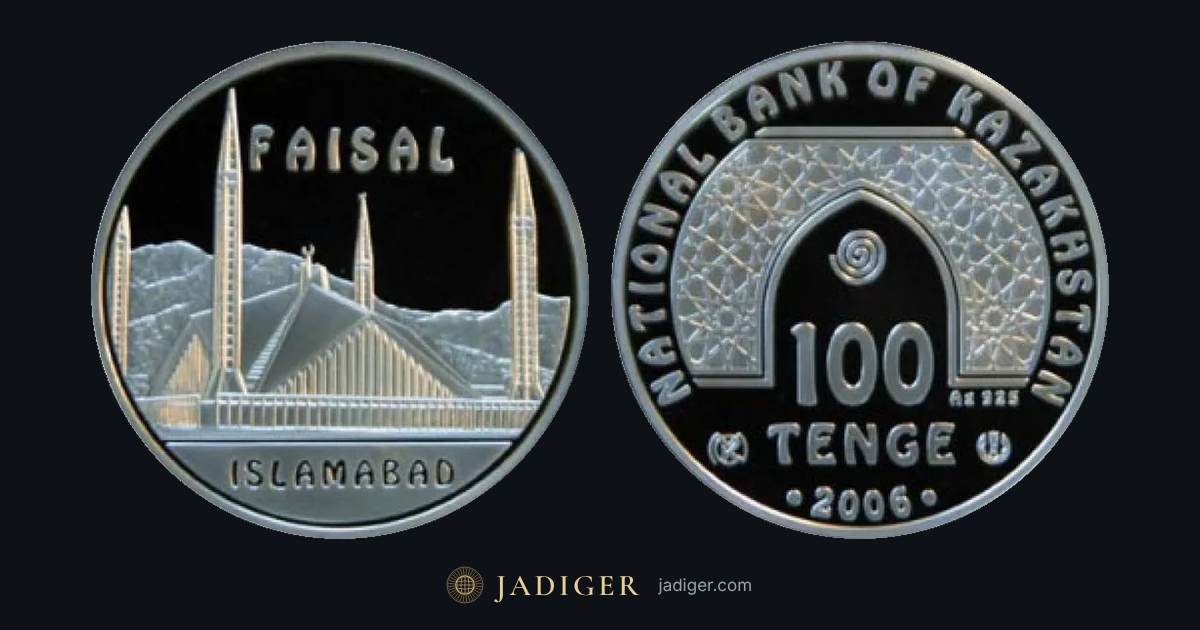 FAISAL
ISLAMABAD
NATIONAL BANK OF KAZAKHSTAN
100
Ag 925
TENGE
• 2006 •
JADIGER jadiger.com